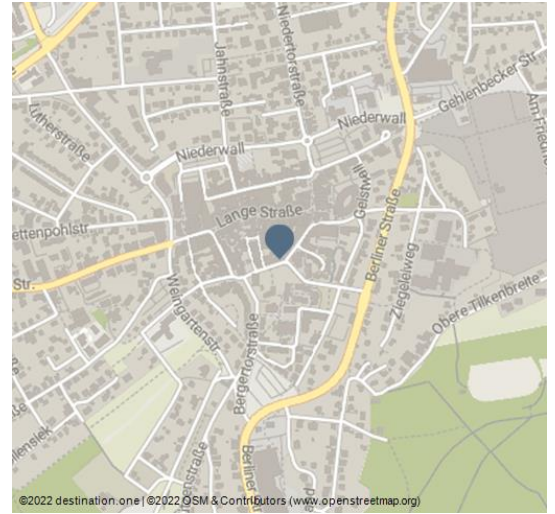 Jahnstraße
Niedertorstraße
Gehlenbecker Str.
Lutherstraße
Niederwall
Niederwall
Lange Straße
Geistwall
Berliner Straße
ettenpohlstr
Str.
Weingartenstr.
Ziegeleiweg
Obere Tilkenbreite
Bergertorstraße
hlensiek
©2022 destination.one | ©2022 OSM & Contributors (www.openstreetmap.org)